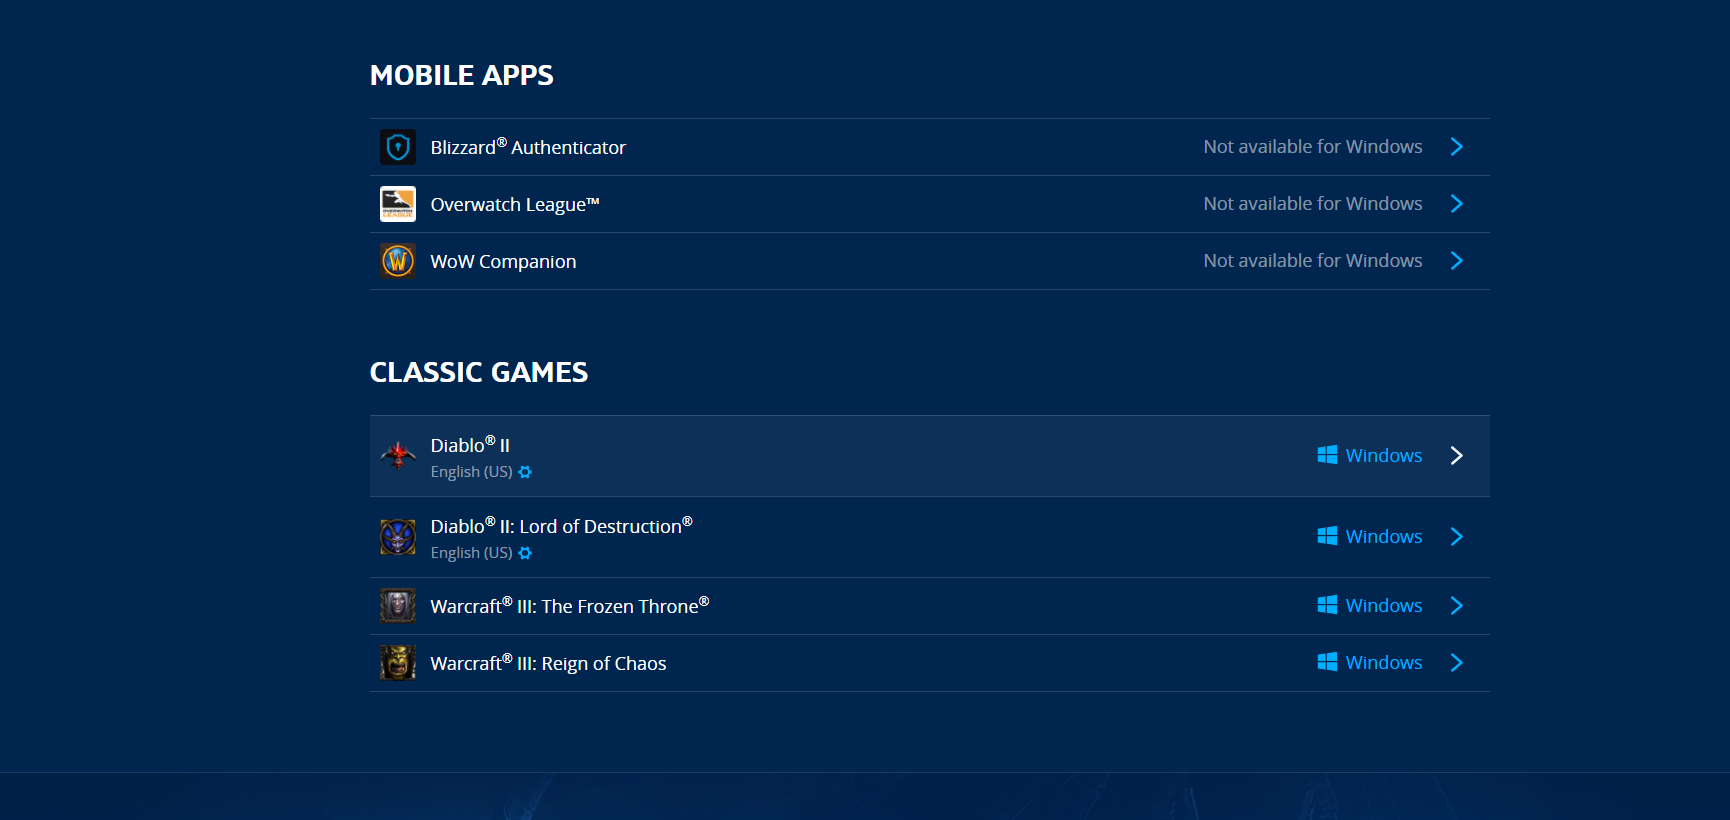 MOBILE APPS
Blizzard® Authenticator
Not available for Windows
OVERWATCH
LEAGUE
Overwatch League™
Not available for Windows
W
WoW Companion
Not available for Windows
CLASSIC GAMES
Diablo® II
English (US)
Windows
Diablo® II: Lord of Destruction®
English (US)
Windows
Warcraft® III: The Frozen Throne®
Windows
Warcraft® III: Reign of Chaos
Windows